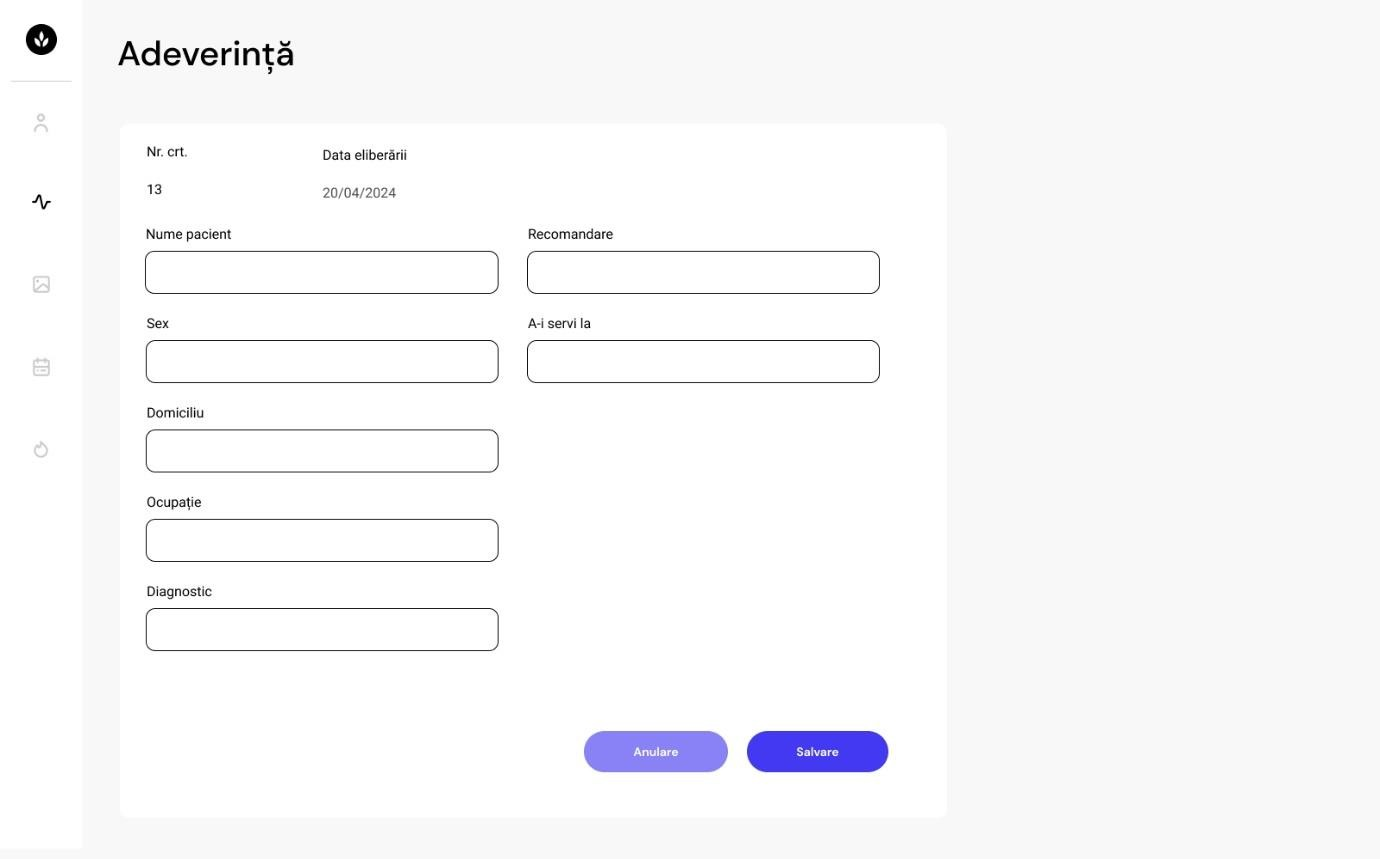 Adeverință
Nr. crt.
Data eliberării
13
20/04/2024
Nume pacient
Recomandare
Sex
A-i servi la
Domiciliu
Ocupație
Diagnostic
Anulare
Salvare